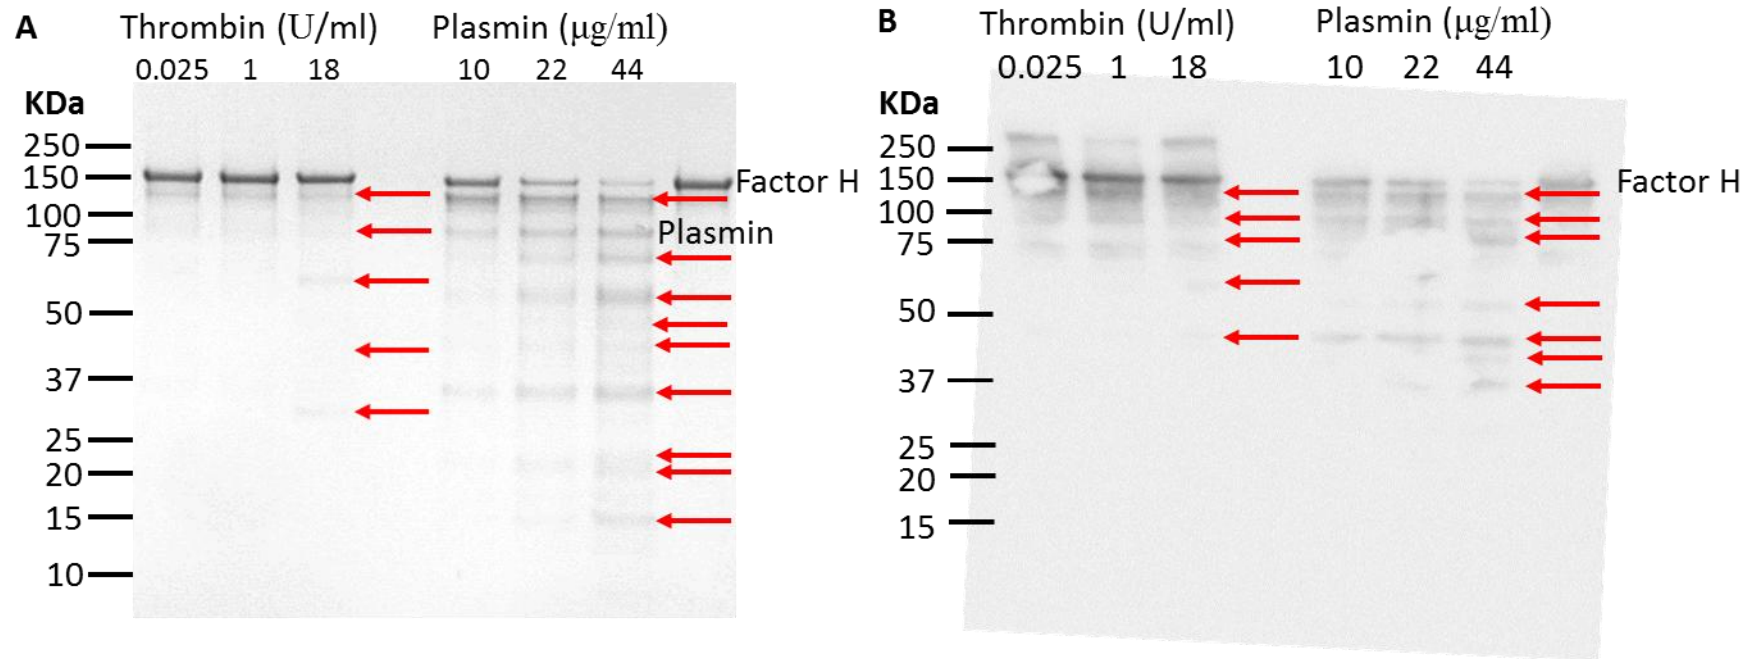 A Thrombin (U/ml) Plasmin (µg/ml)
0.025 1 18 10 22 44
KDa
250
150 Factor H
100
75 Plasmin
50
37
25
20
15
10
B Thrombin (U/ml) Plasmin (µg/ml)
0.025 1 18 10 22 44
KDa
250
150 Factor H
100
75
50
37
25
20
15